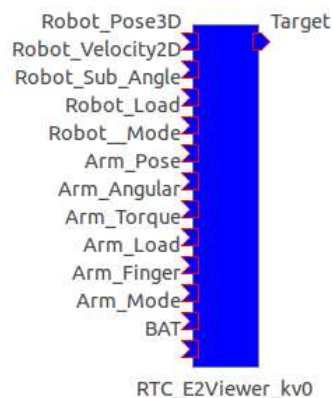 Robot_Pose3D
Target
Robot_Velocity2D
Robot_Sub_Angle
Robot_Load
Robot__Mode
Arm_Pose
Arm_Angular
Arm_Torque
Arm_Load
Arm_Finger
Arm_Mode
BAT
RTC_E2Viewer_kv0